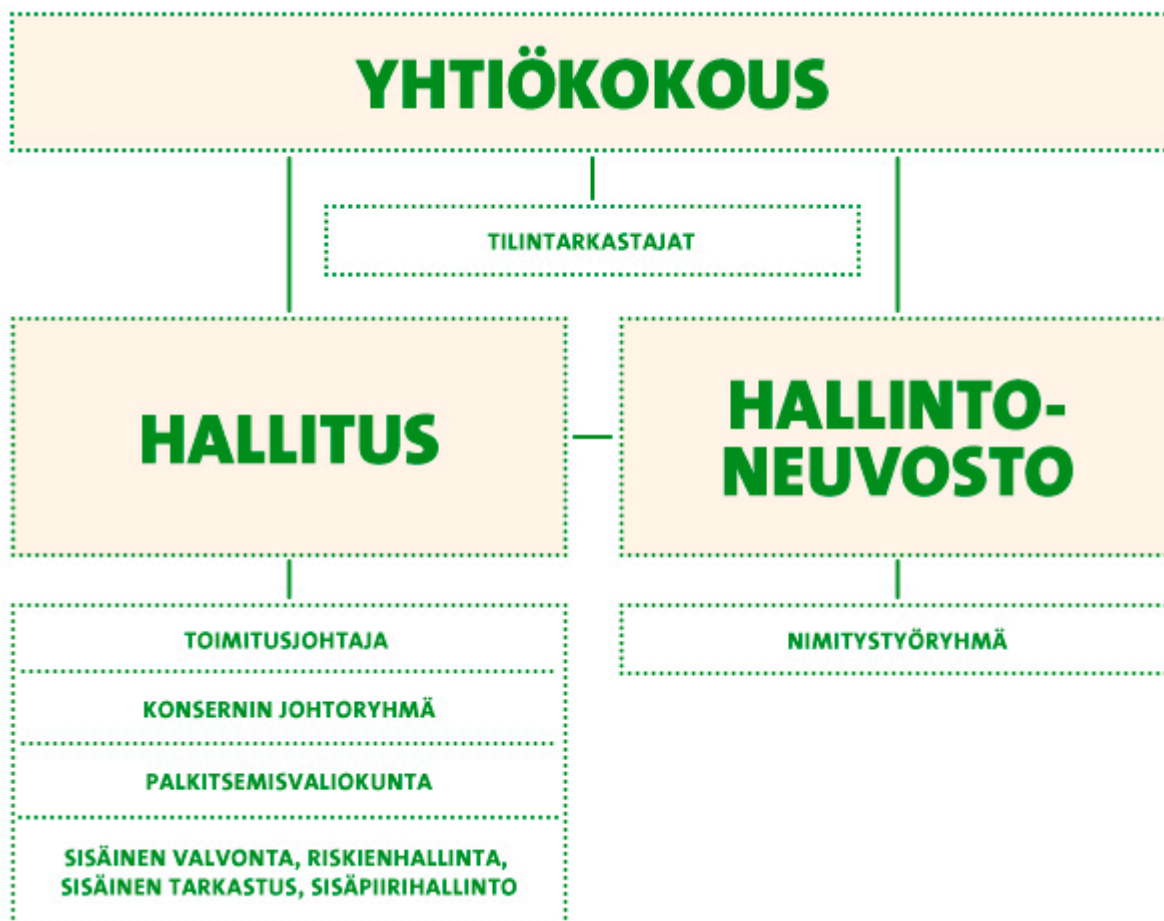 YHTIÖKOKOUS
TILINTARKASTAJAT
HALLITUS
HALLINTO-
NEUVOSTO
TOIMITUSJOHTAJA
KONSERNIN JOHTORYHMÄ
PALKITSEMISVALIOKUNTA
SISÄINEN VALVONTA, RISKIENHALLINTA,
SISÄINEN TARKASTUS, SISÄPIIRIHALLINTO
NIMITYSTYÖRYHMÄ